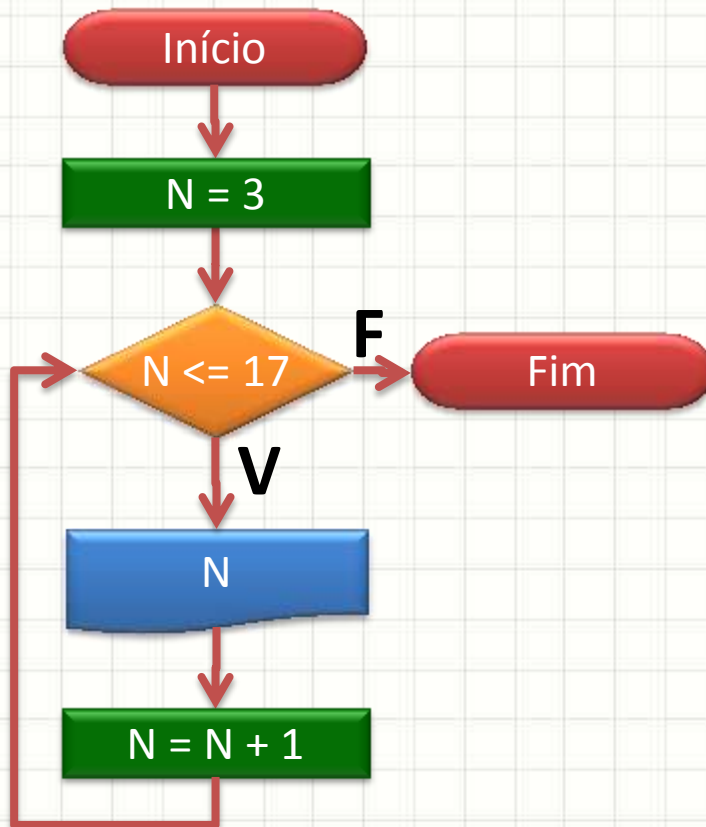 Início
N = 3
N <= 17
F
Fim
V
N
N = N + 1